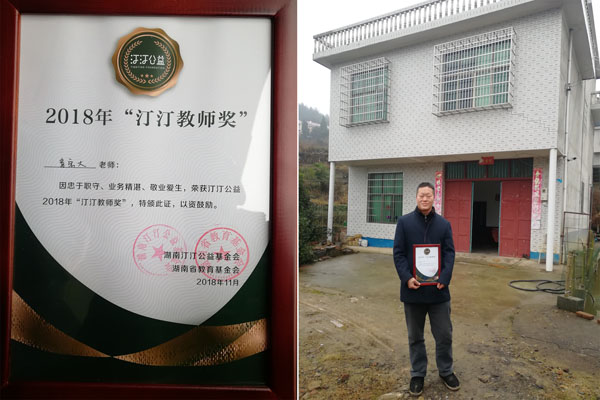 汀汀公益
2018年“汀汀教师奖”
老师:
因忠于职守、业务精湛、敬业爱生,荣获汀汀公益
2018年“汀汀教师奖”,特颁此证,以资鼓励。
湖南汀汀公益基金会
湖南省教育基金会
2018年11月